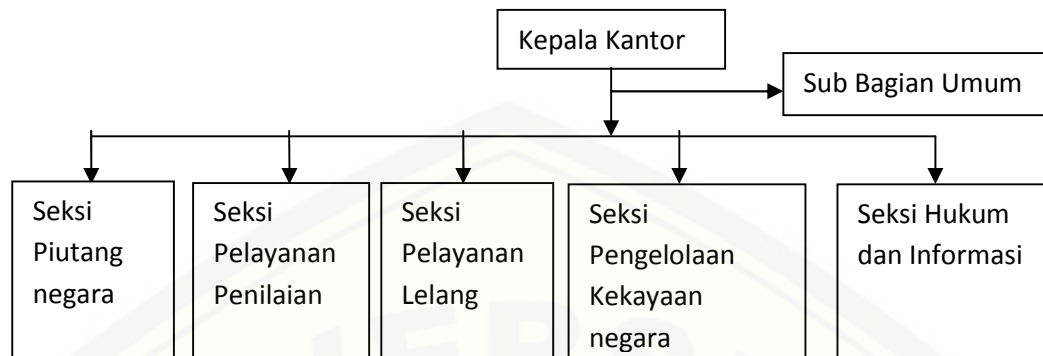 Kepala Kantor
Sub Bagian Umum
Seksi
Piutang
negara
Seksi
Pelayanan
Penilaian
Seksi
Pelayanan
Lelang
Seksi
Pengelolaan
Kekayaan
negara
Seksi Hukum
dan Informasi